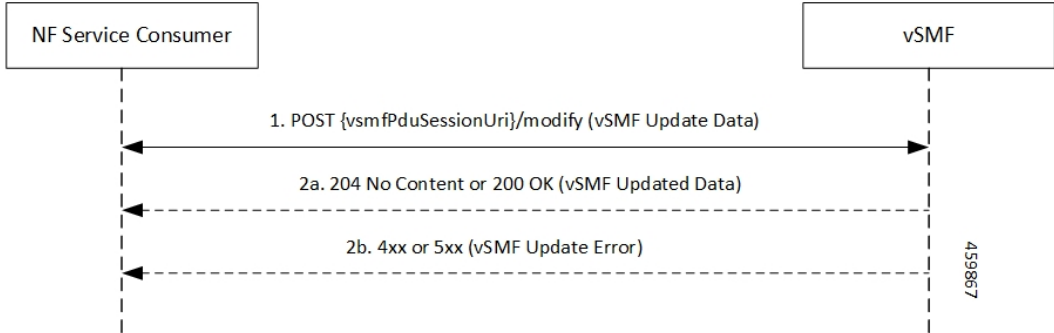 NF Service Consumer
vSMF
1. POST {vsmfPduSessionUri}/modify (vSMF Update Data)
2a. 204 No Content or 200 OK (vSMF Updated Data)
2b. 4xx or 5xx (vSMF Update Error)
459867